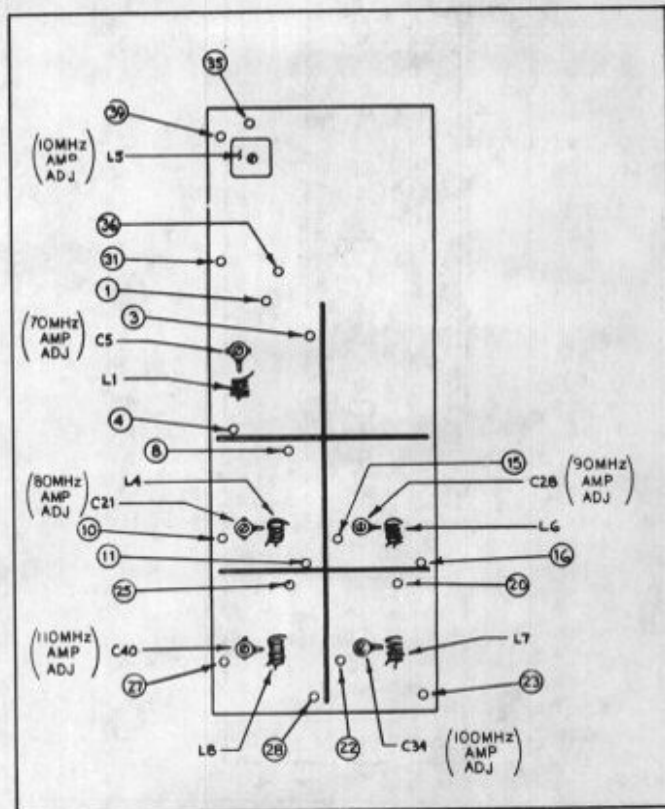 35
39
(10MHz AMP ADJ) L5
34
31
1
(70MHz AMP ADJ) C5
3
L1
4
8
15
(80MHz AMP ADJ) C21
L4
C28 (90MHz AMP ADJ)
10
L6
11
16
25
20
(110MHz AMP ADJ) C40
L7
27
23
L8
28
22
C34 (100MHz AMP ADJ)